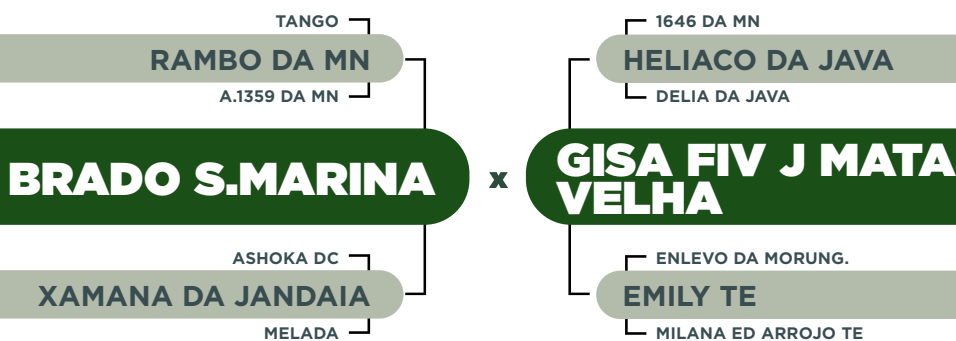 TANGO
RAMBO DA MN
A.1359 DA MN
BRADO S.MARINA
ASHOKA DC
XAMANA DA JANDAIA
MELADA
x
1646 DA MN
HELIACO DA JAVA
DELIA DA JAVA
GISA FIV J MATA
VELHA
ENLEVO DA MORUNG.
EMILY TE
MILANA ED ARROJO TE